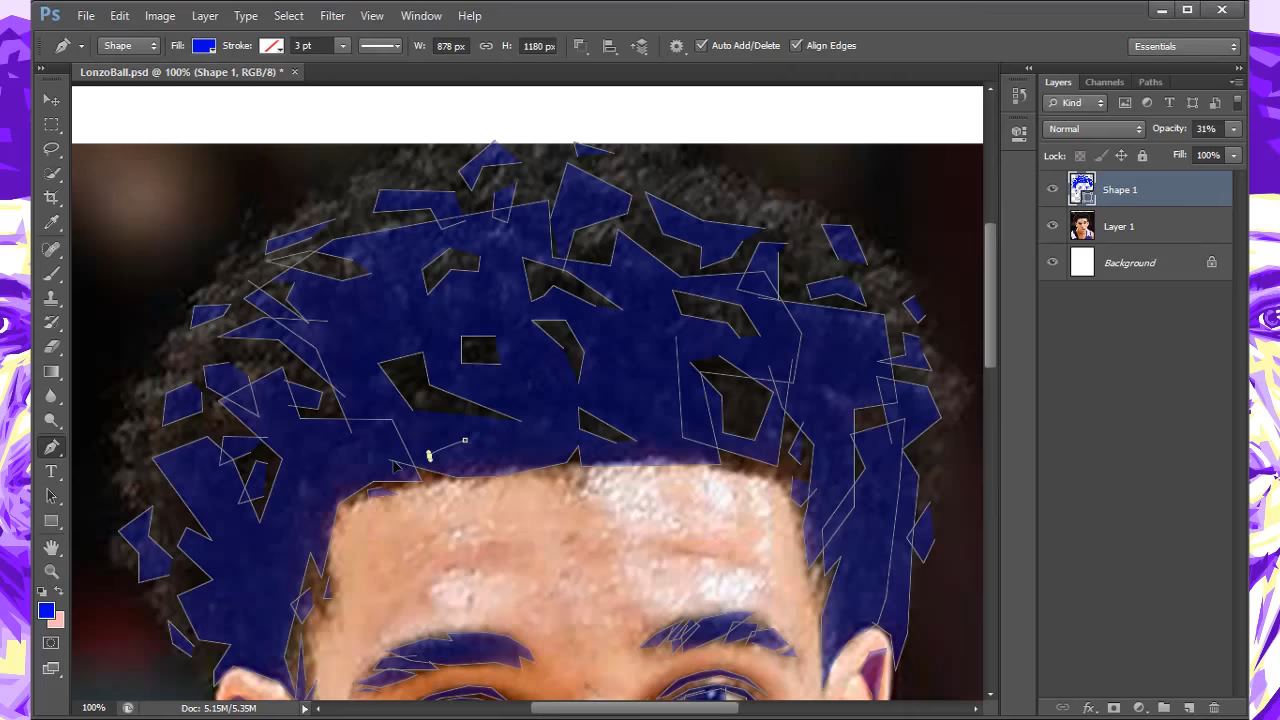 Ps File Edit Image Layer Type Select Filter View Window Help
Shape Fill: Stroke: 3 pt W: 878 px H: 1180 px Auto Add/Delete Align Edges Essentials
LonzoBall.psd @ 100% (Shape 1, RGB/8) * ×
Layers Channels Paths
Kind
Normal Opacity: 31%
Lock: Fill: 100%
Shape 1
Layer 1
Background
100% Doc: 5.15M/5.35M